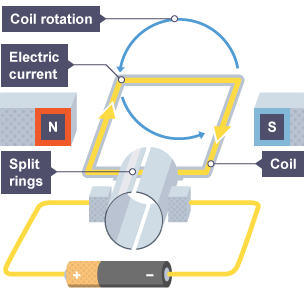 Coil rotation
Electric
current
N
S
Split
rings
Coil
+
−